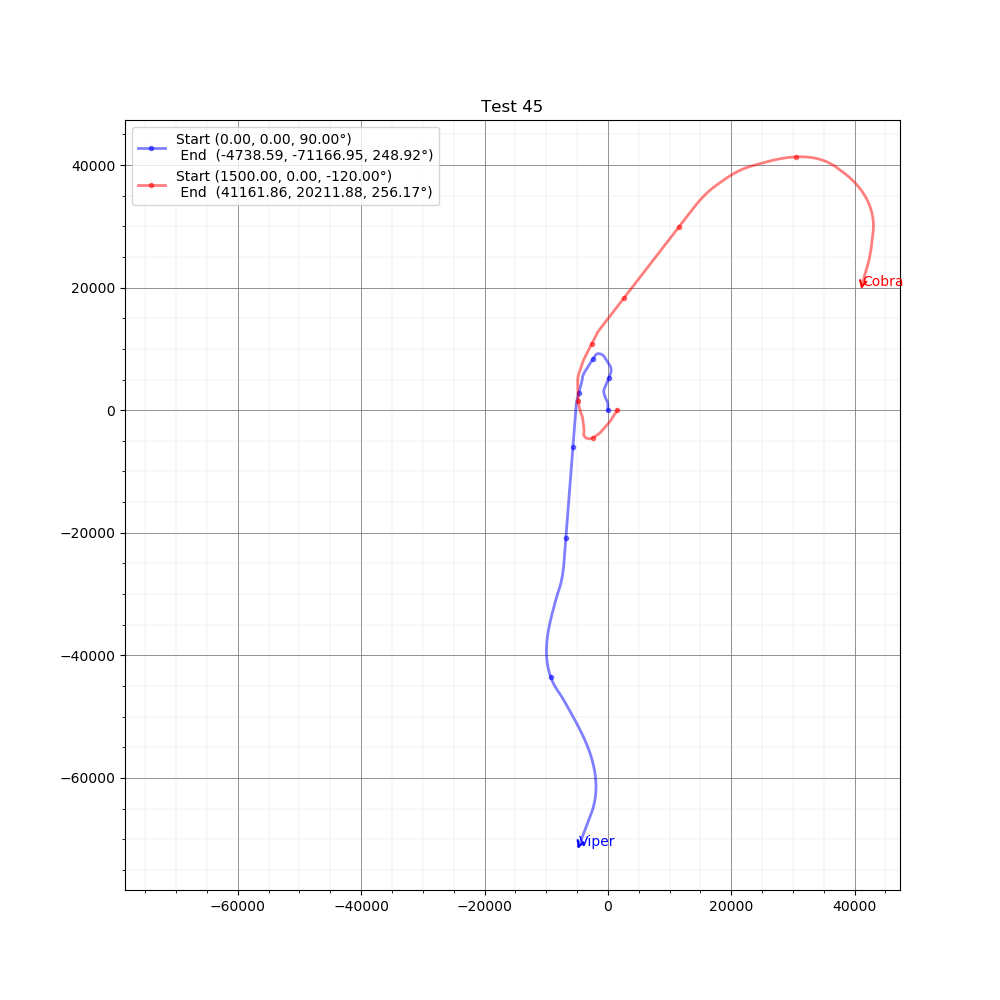 Test 45
Start (0.00, 0.00, 90.00°)
End (-4738.59, -71166.95, 248.92°)
Start (1500.00, 0.00, -120.00°)
End (41161.86, 20211.88, 256.17°)
40000
20000
0
−20000
−40000
−60000
Cobra
Viper
−60000
−40000
−20000
0
20000
40000